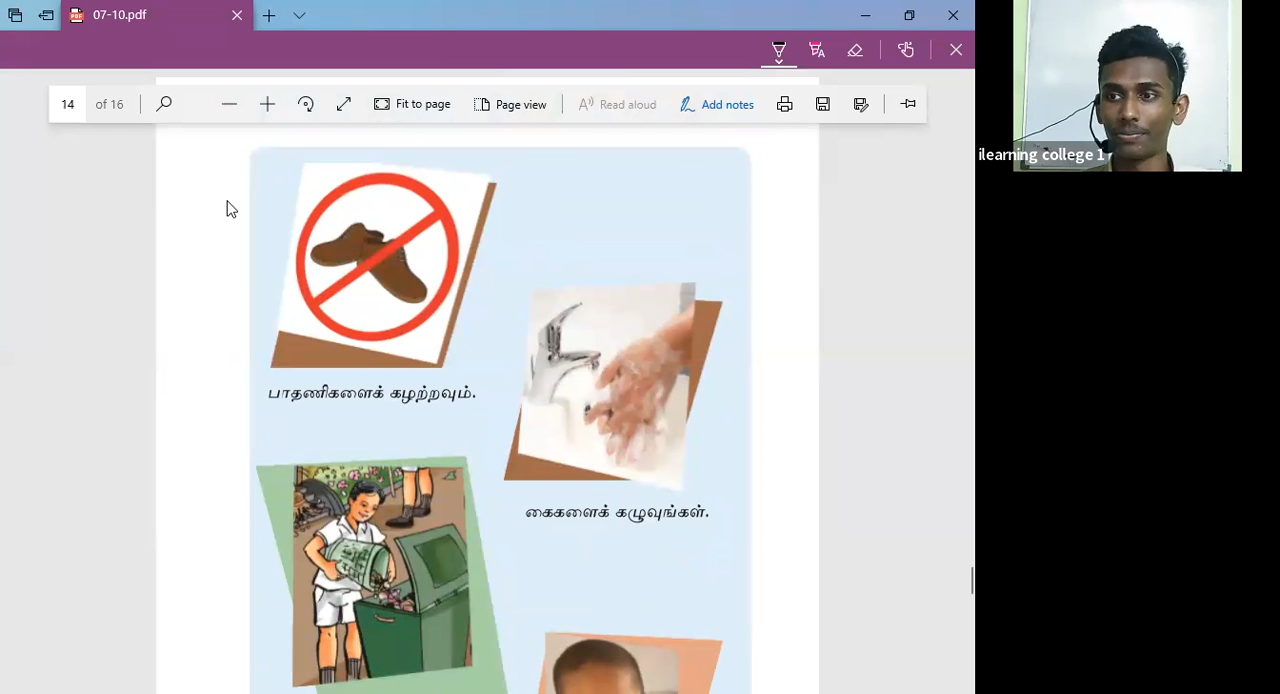 07-10.pdf
14 of 16
Fit to page
Page view
Read aloud
Add notes
ilearning college 1
பாதணிகளைக் கழற்றவும்.
கைகளைக் கழுவுங்கள்.